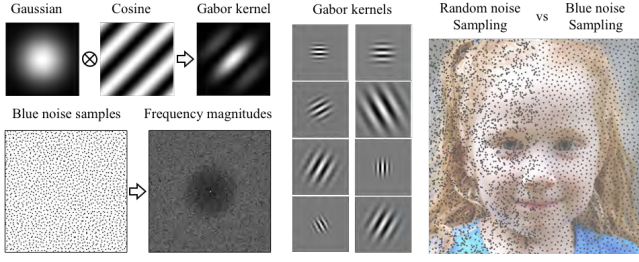 Gaussian
Cosine
Gabor kernel
Blue noise samples
Frequency magnitudes
Gabor kernels
Random noise
Sampling
vs
Blue noise
Sampling